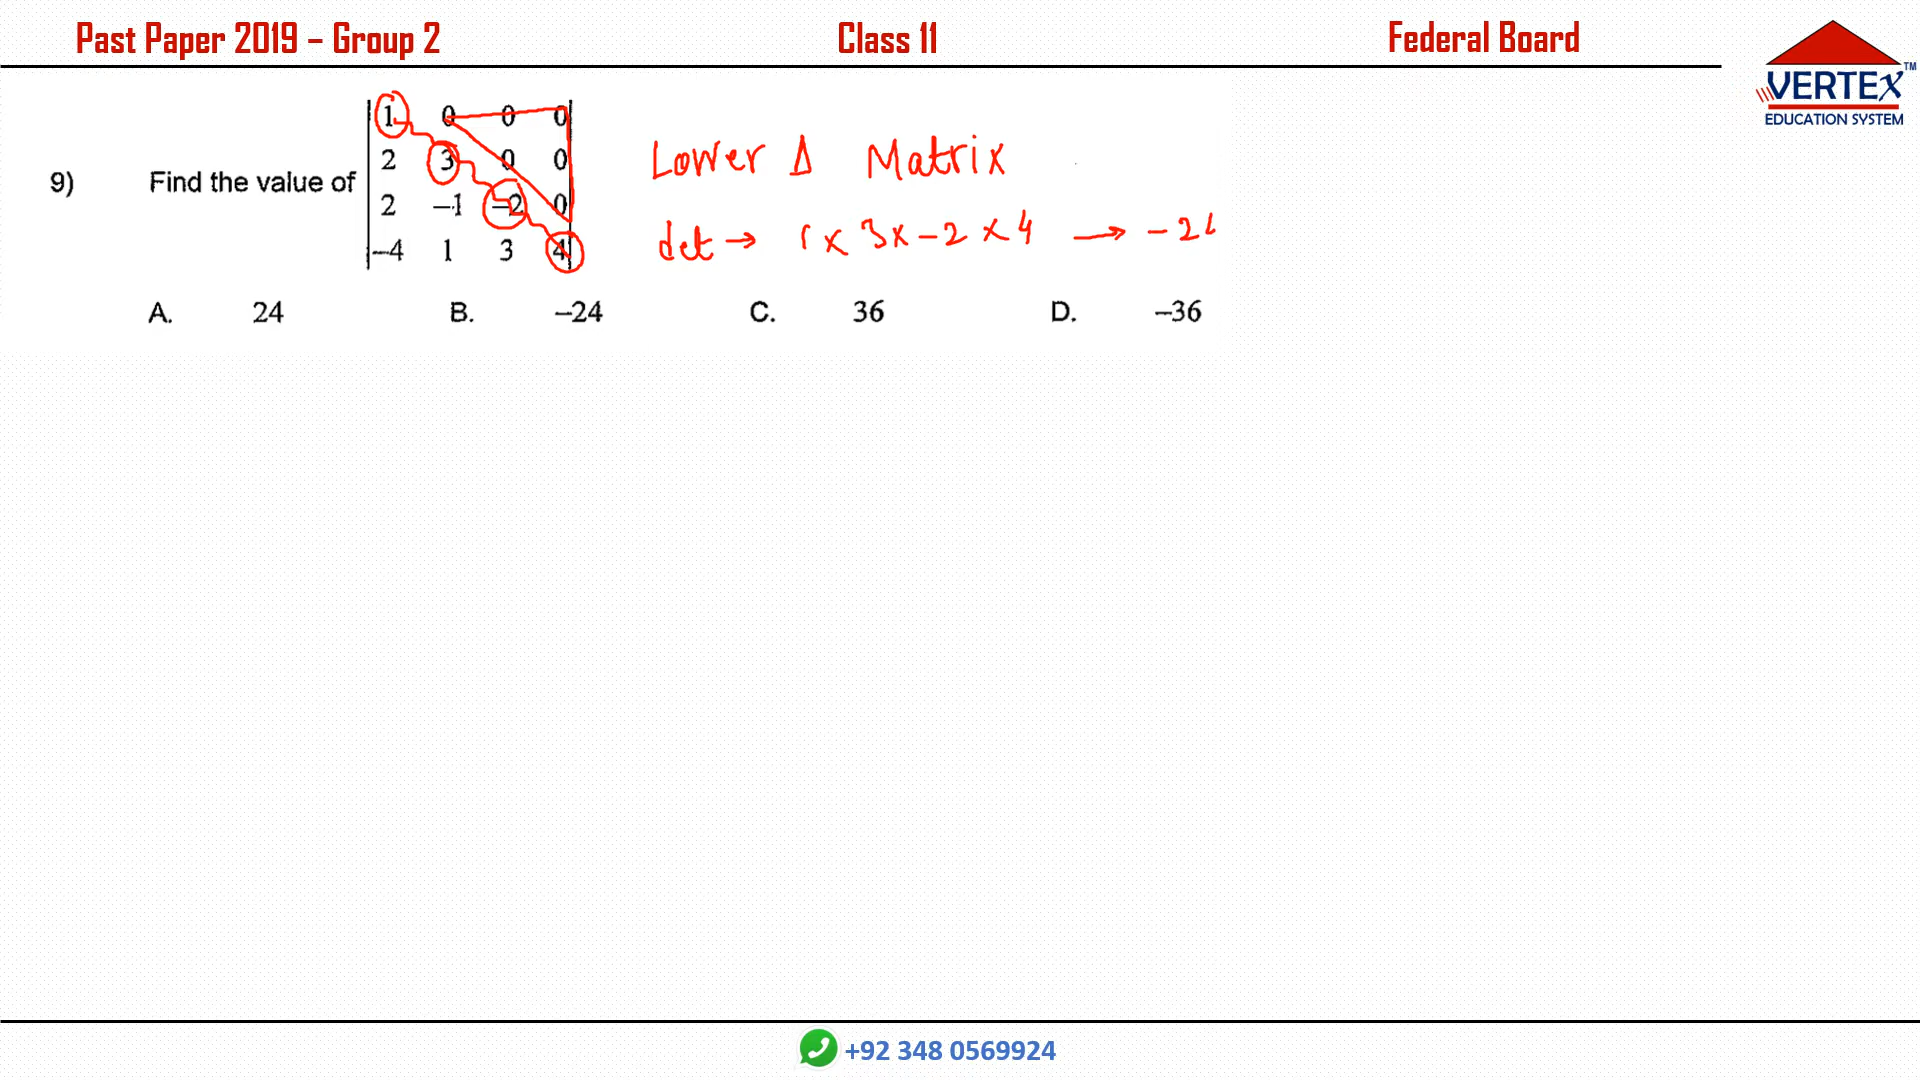 Past Paper 2019 – Group 2
Class 11
Federal Board
VERTEX™
EDUCATION SYSTEM
9) Find the value of
1 0 0 0
2 3 0 0
2 –1 –2 0
–4 1 3 4
Lower Δ Matrix
det → 1 x 3 x – 2 x 4 → – 24
A. 24 B. –24 C. 36 D. –36
+92 348 0569924